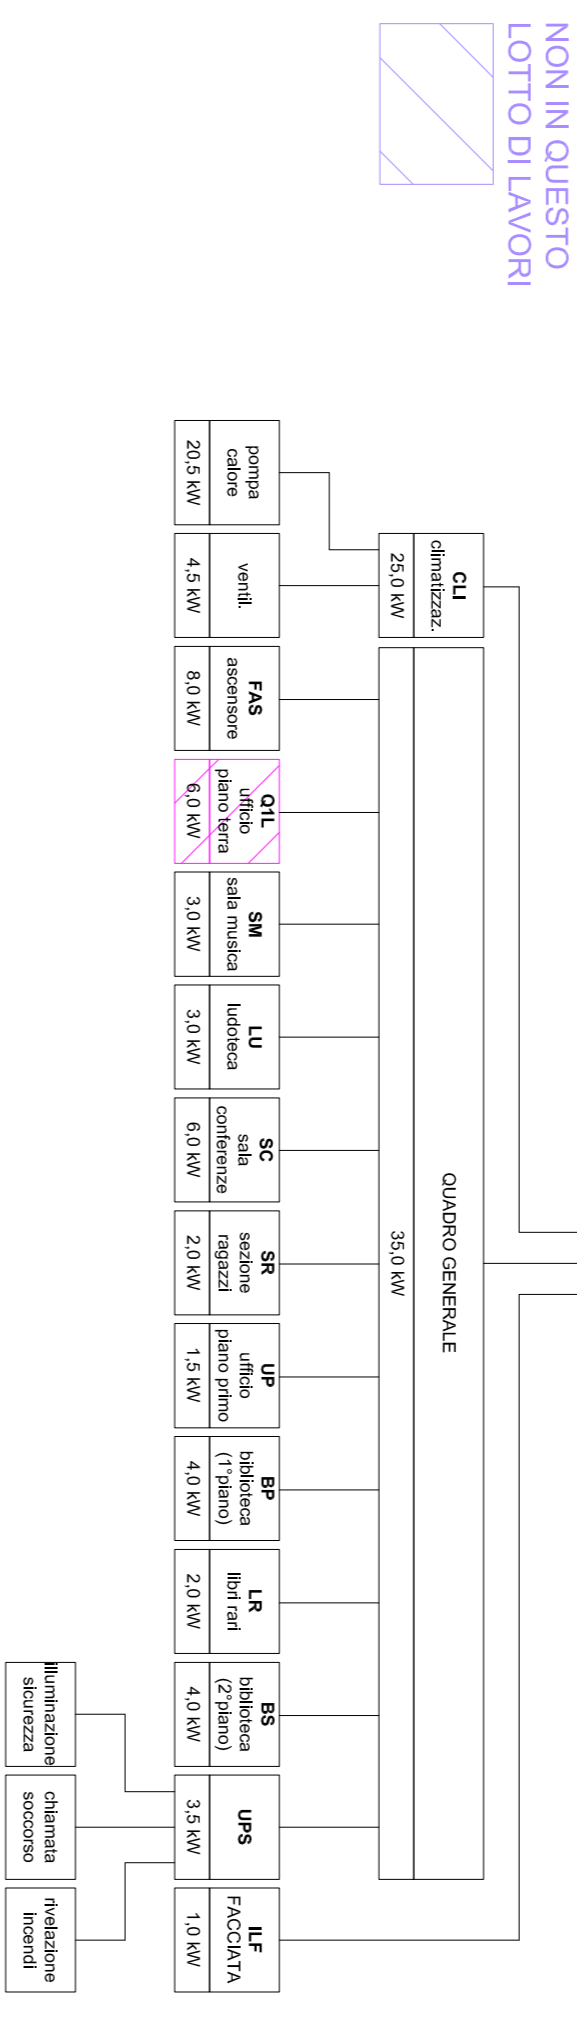 NON IN QUESTO
LOTTO DI LAVORI
CLI
climatizzaz.
25,0 kW
QUADRO GENERALE
35,0 kW
pompa
calore
20,5 kW
ventil.
4,5 kW
FAS
ascensore
8,0 kW
Q1L
ufficio
piano terra
6,0 kW
SM
sala musica
3,0 kW
LU
ludoteca
3,0 kW
SC
sala
conferenze
6,0 kW
SR
sezione
ragazzi
2,0 kW
UP
ufficio
piano primo
1,5 kW
BP
biblioteca
(1°piano)
4,0 kW
LR
libri rari
2,0 kW
BS
biblioteca
(2°piano)
4,0 kW
UPS
3,5 kW
ILF
FACCIATA
1,0 kW
illuminazione
sicurezza
chiamata
soccorso
rivelazione
incendi